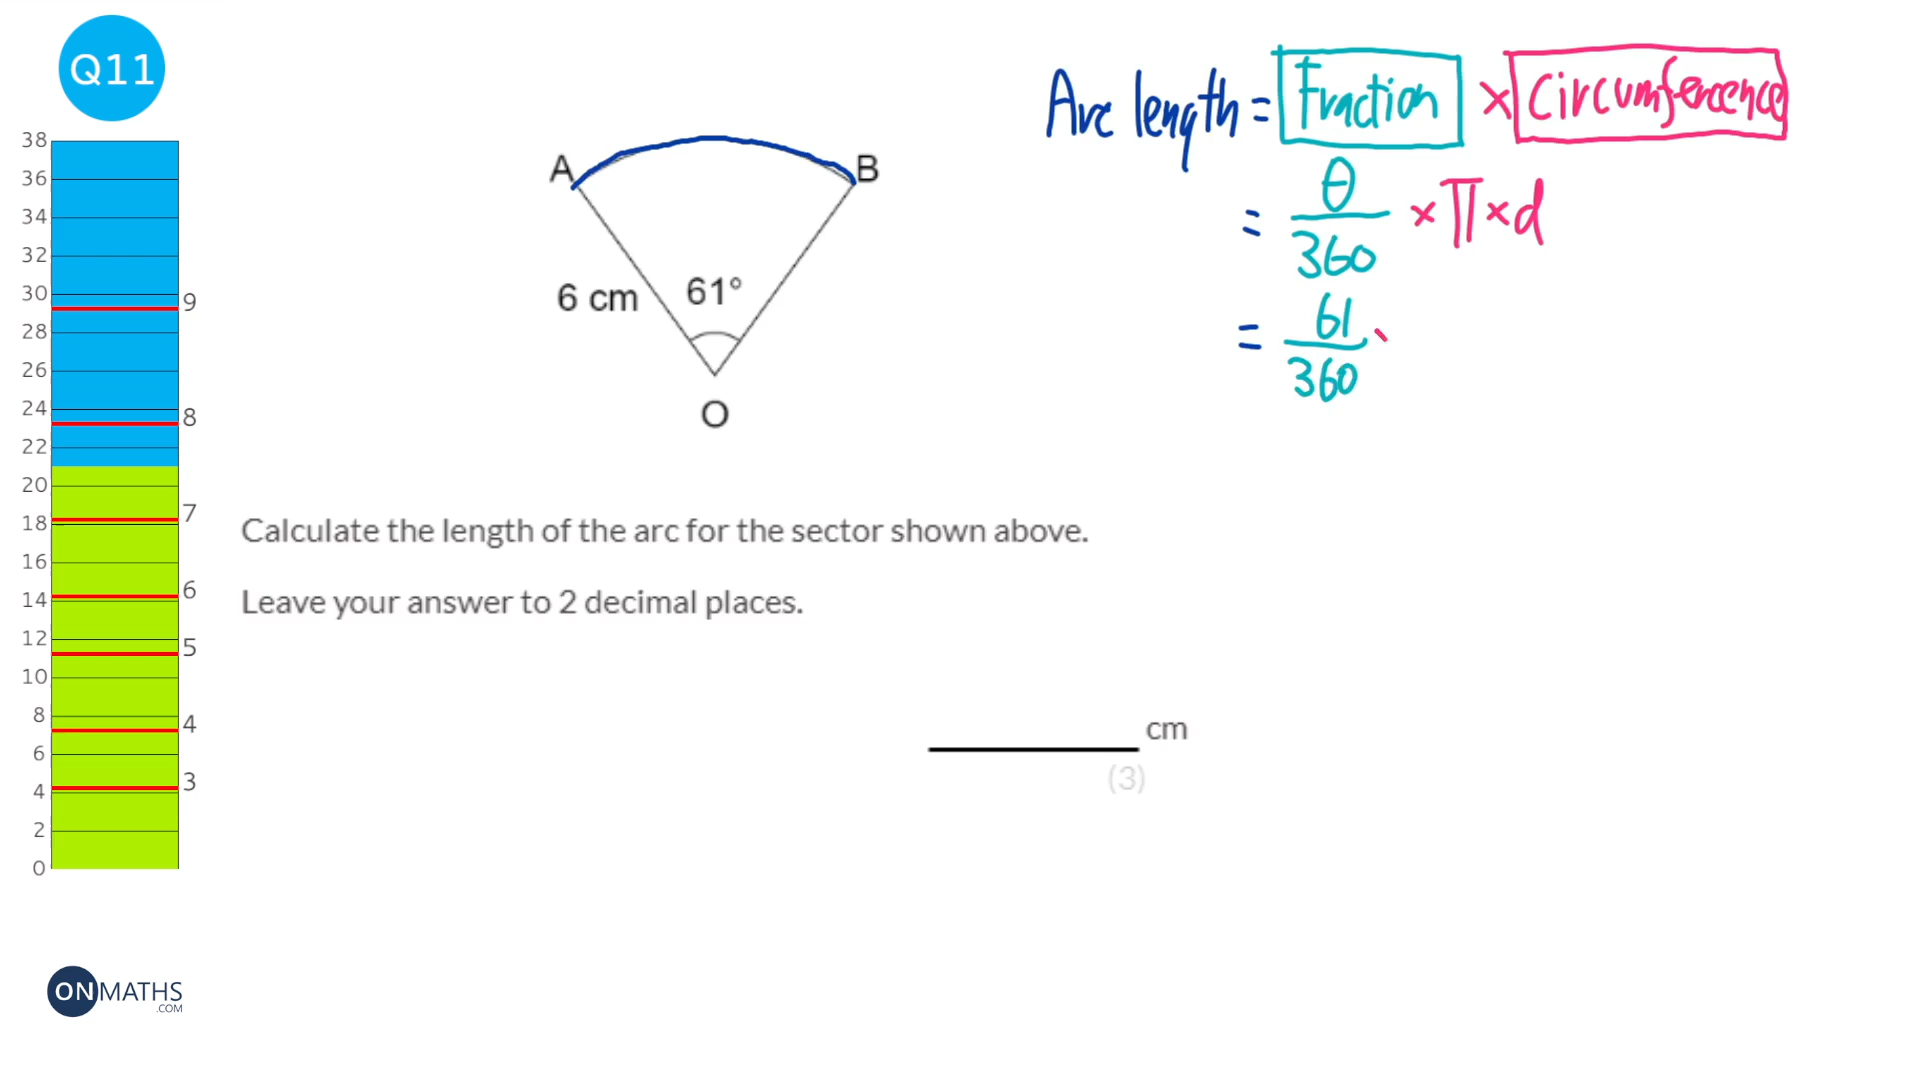 Q11
Arc length = Fraction × Circumference
= θ/360 × π × d
= 61/360
A
B
6 cm
61°
O
38
36
34
32
30
9
28
26
24
8
22
20
7
18
16
6
14
12
5
10
8
4
6
3
4
2
0
Calculate the length of the arc for the sector shown above.
Leave your answer to 2 decimal places.
cm
(3)
ONMATHS
.COM